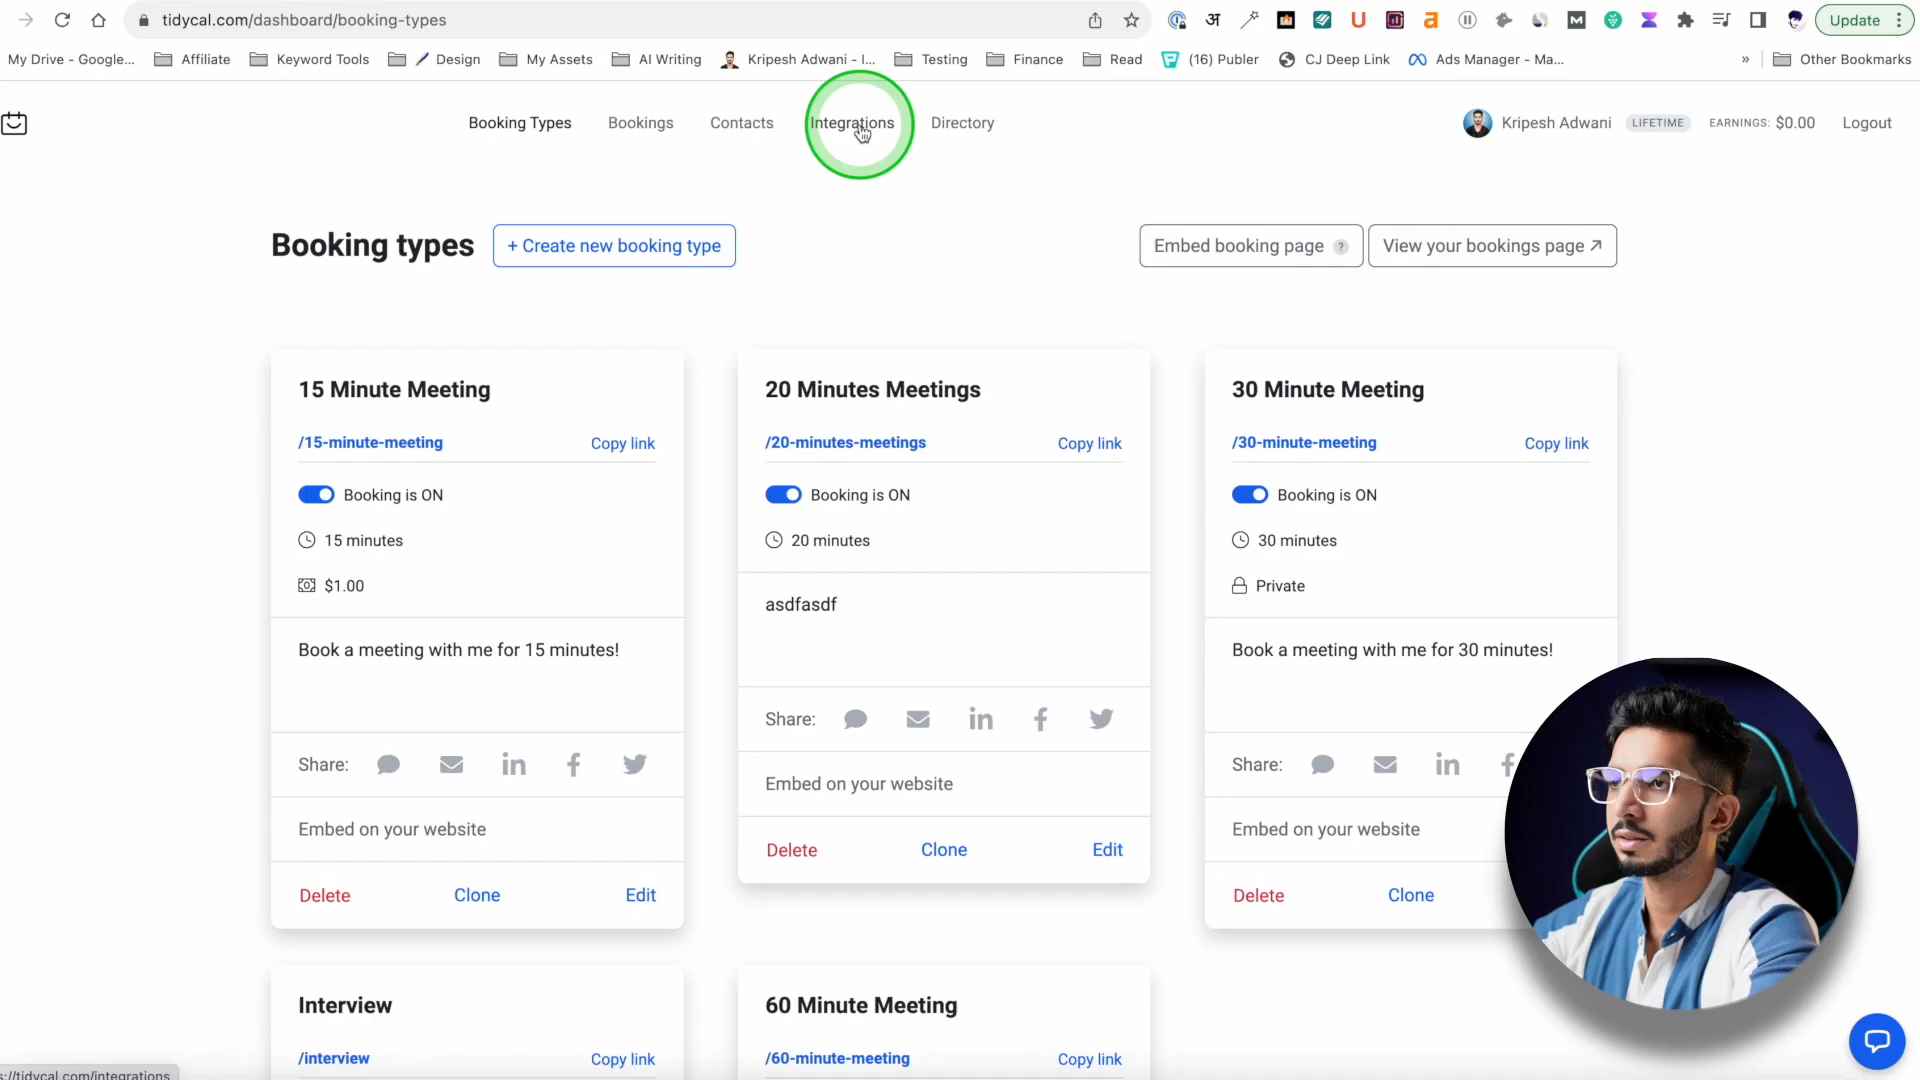 tidycal.com/dashboard/booking-types
Update
My Drive - Google...
Affiliate
Keyword Tools
Design
My Assets
AI Writing
Kripesh Adwani - I...
Testing
Finance
Read
(16) Publer
CJ Deep Link
Ads Manager - Ma...
»
Other Bookmarks
Booking Types
Bookings
Contacts
Integrations
Directory
Kripesh Adwani
LIFETIME
EARNINGS: $0.00
Logout
Booking types
+ Create new booking type
Embed booking page ?
View your bookings page
15 Minute Meeting
/15-minute-meeting
Copy link
Booking is ON
15 minutes
$1.00
Book a meeting with me for 15 minutes!
Share:
Embed on your website
Delete
Clone
Edit
20 Minutes Meetings
/20-minutes-meetings
Copy link
Booking is ON
20 minutes
asdfasdf
Share:
Embed on your website
Delete
Clone
Edit
30 Minute Meeting
/30-minute-meeting
Copy link
Booking is ON
30 minutes
Private
Book a meeting with me for 30 minutes!
Share:
Embed on your website
Delete
Clone
Interview
/interview
Copy link
60 Minute Meeting
/60-minute-meeting
Copy link
s://tidycal.com/integrations